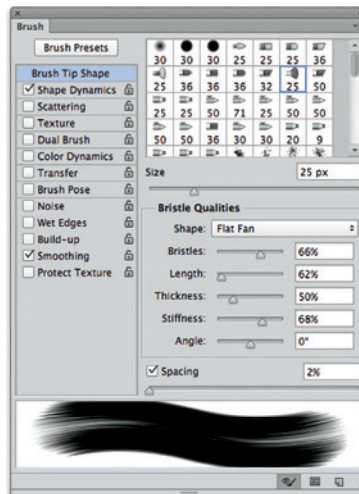 Brush
Brush Presets
30 30 30 25 25 25 36
Brush Tip Shape
25 36 36 36 32 25 50
Shape Dynamics
Scattering
25 25 50 71 25 50 50
Texture
Dual Brush
50 50 36 30 30 20 9
Color Dynamics
Transfer
Size 25 px
Brush Pose
Noise
Bristle Qualities
Wet Edges
Shape: Flat Fan
Build-up
Bristles: 66%
Smoothing
Length: 62%
Protect Texture
Thickness: 50%
Stiffness: 68%
Angle: 0°
Spacing 2%